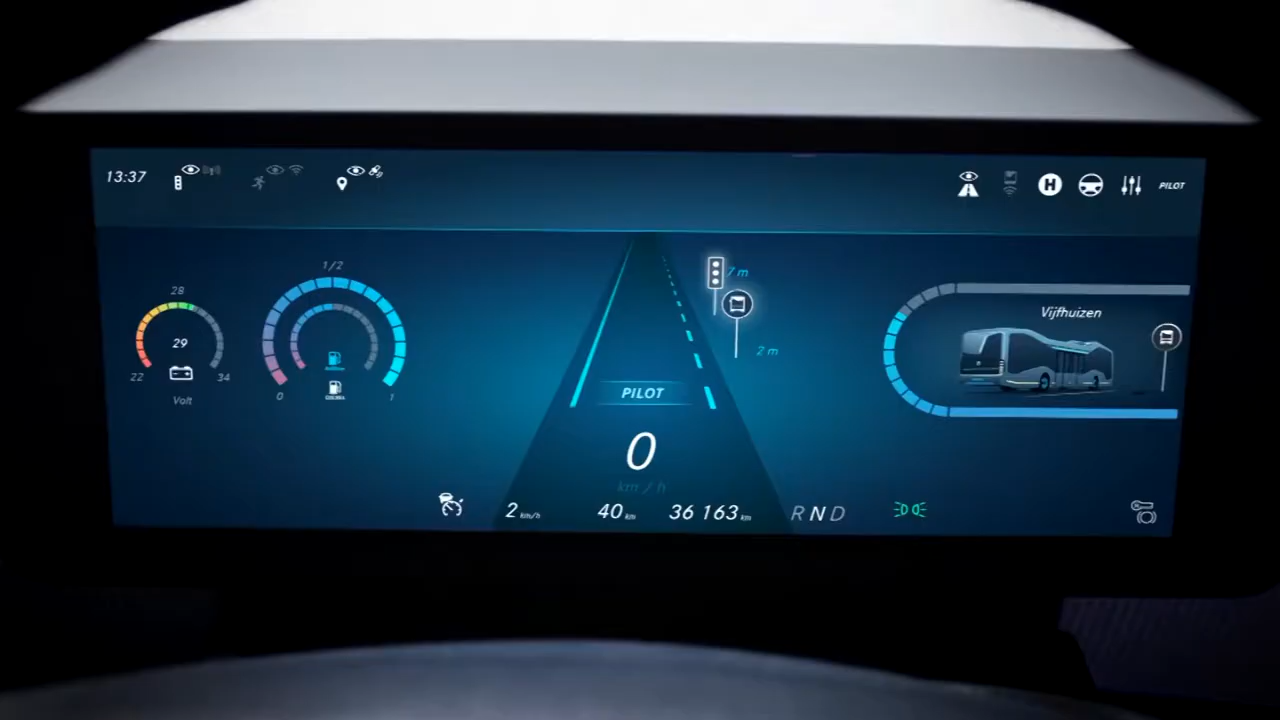 13:37
PILOT
1/2
28
7 m
Vijfhuizen
29
2 m
22 34
0 1
PILOT
Volt
0
km / h
2 km/h 40 km 36 163 km R N D
H